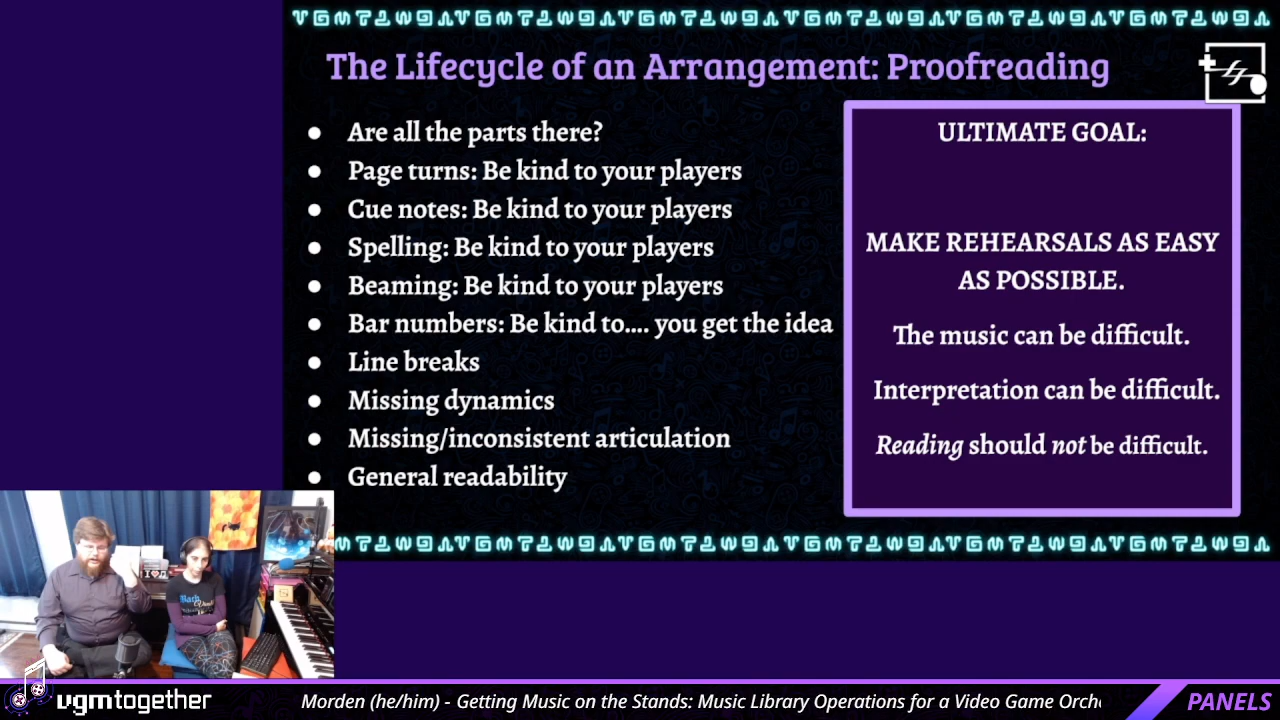 The Lifecycle of an Arrangement: Proofreading
● Are all the parts there?
● Page turns: Be kind to your players
● Cue notes: Be kind to your players
● Spelling: Be kind to your players
● Beaming: Be kind to your players
● Bar numbers: Be kind to.... you get the idea
● Line breaks
● Missing dynamics
● Missing/inconsistent articulation
● General readability
ULTIMATE GOAL:
MAKE REHEARSALS AS EASY
AS POSSIBLE.
The music can be difficult.
Interpretation can be difficult.
Reading should not be difficult.
vgmtogether
Morden (he/him) - Getting Music on the Stands: Music Library Operations for a Video Game Orch
PANELS